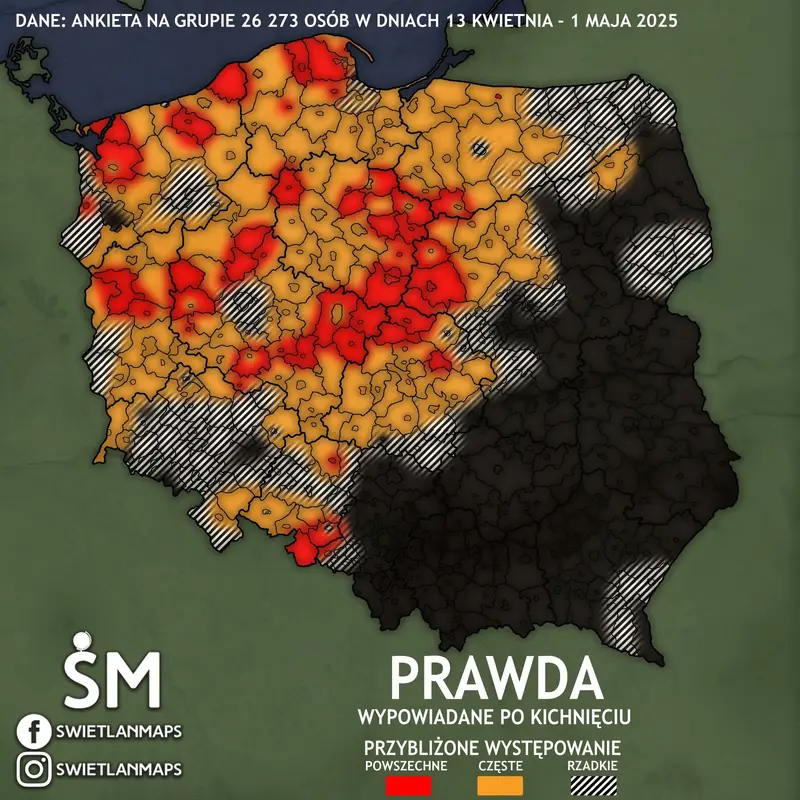 DANE: ANKIETA NA GRUPIE 26 273 OSÓB W DNIACH 13 KWIETNIA - 1 MAJA 2025
ŚM
SWIETLANMAPS
SWIETLANMAPS
PRAWDA
WYPOWIADANE PO KICHNIĘCIU
PRZYBLIŻONE WYSTĘPOWANIE
POWSZECHNE CZĘSTE RZADKIE